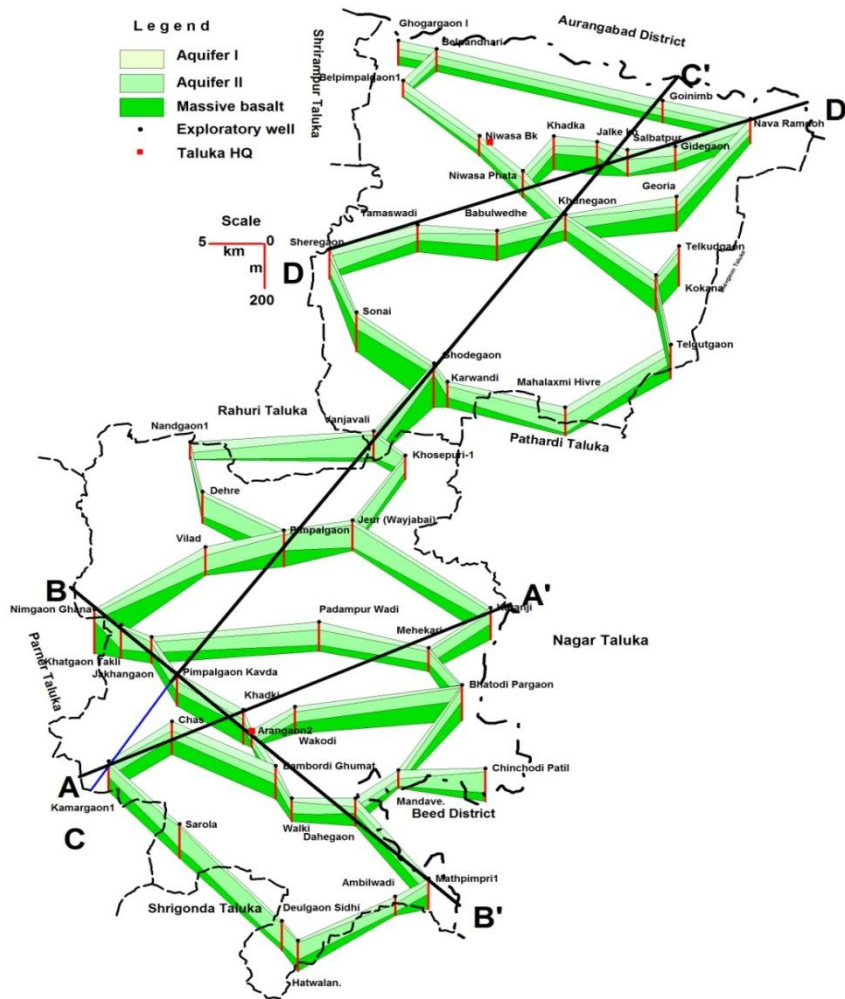 Legend
Aquifer I
Aquifer II
Massive basalt
Exploratory well
Taluka HQ
Scale
5 0
km
m
200
Ghogargaon I
Belpandhari
Aurangabad District
Shrirampur Taluka
Belpimpalgaon1
C'
Goinimb
D
Nava Ramooh
Niwasa Bk
Khadka
Jalke kh
Salbatpur
Gidegaon
Niwasa Phata
Georia
Khunegaon
Tamaswadi
Babulwedhe
Sheregaon
D
Telkudgaon
Kokana
Sonai
Telgutgaon
Ghodegaon
Karwandi
Mahalaxmi Hivre
Rahuri Taluka
Vanjavali
Pathardi Taluka
Nandgaon1
Khosepuri-1
Dehre
Jeur (Wayjabai)
Pimpalgaon
Vilad
B
A'
Nimgaon Ghana
Karanji
Padampur Wadi
Nagar Taluka
Mehekari
Parner Taluka
Khatgaon Takli
Jakhangaon
Pimpalgaon Kavda
Bhatodi Pargaon
Khadki
Chas
Arangaon2
Wakodi
A
Bambordi Ghumat
Chinchodi Patil
Kamargaon1
Mandave.
Beed District
C
Walki
Dahegaon
Sarola
Mathpimpri1
Ambilwadi
B'
Shrigonda Taluka
Deulgaon Sidhi
Hatwalan.